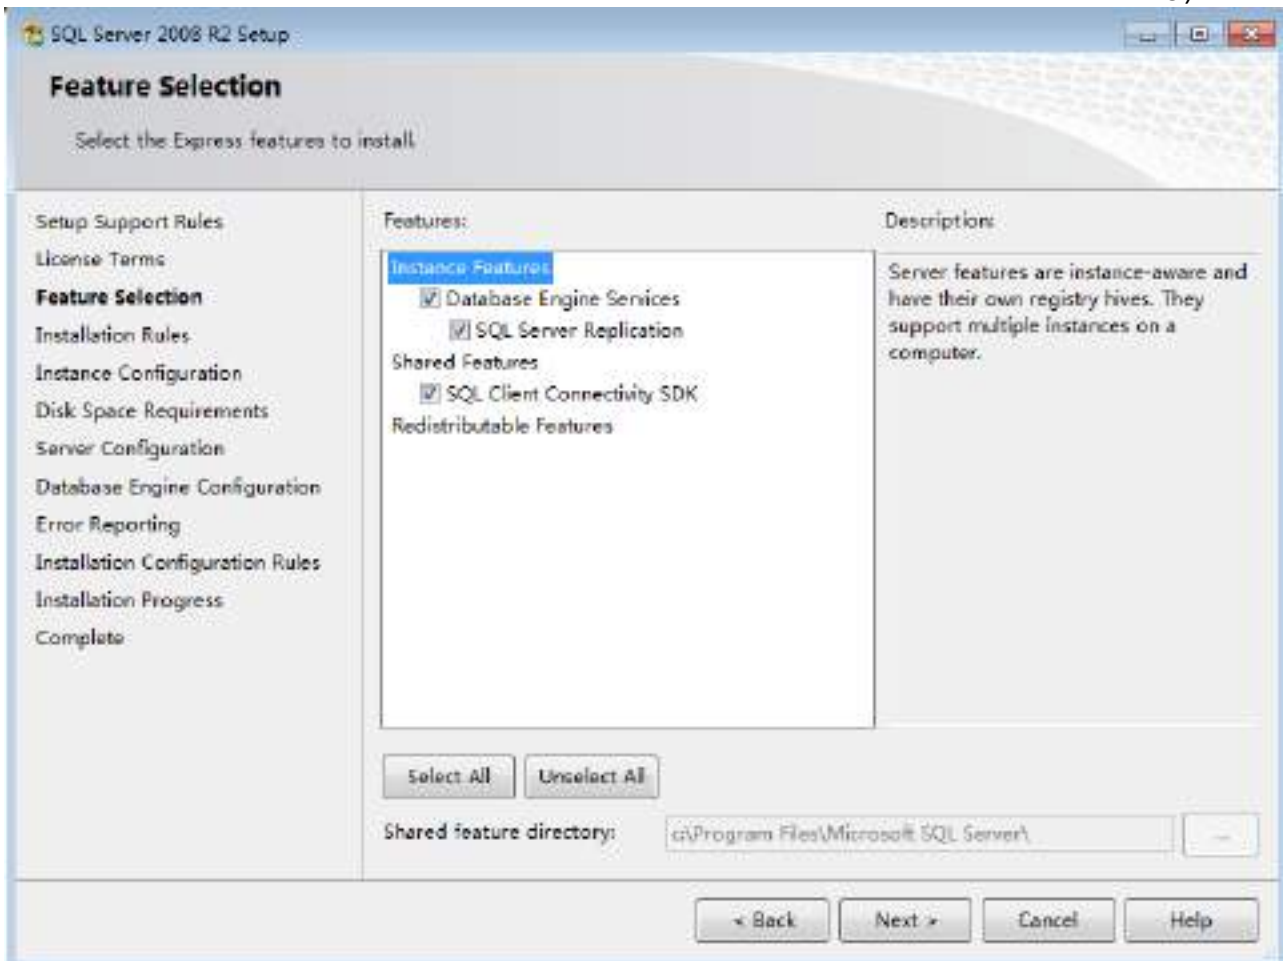 SQL Server 2008 R2 Setup
Feature Selection
Select the Express features to install.
Setup Support Rules
License Terms
Feature Selection
Installation Rules
Instance Configuration
Disk Space Requirements
Server Configuration
Database Engine Configuration
Error Reporting
Installation Configuration Rules
Installation Progress
Complete
Features:
Instance Features
Database Engine Services
SQL Server Replication
Shared Features
SQL Client Connectivity SDK
Redistributable Features
Description:
Server features are instance-aware and
have their own registry hives. They
support multiple instances on a
computer.
Select All
Unselect All
Shared feature directory:
c:\Program Files\Microsoft SQL Server\
...
< Back
Next >
Cancel
Help